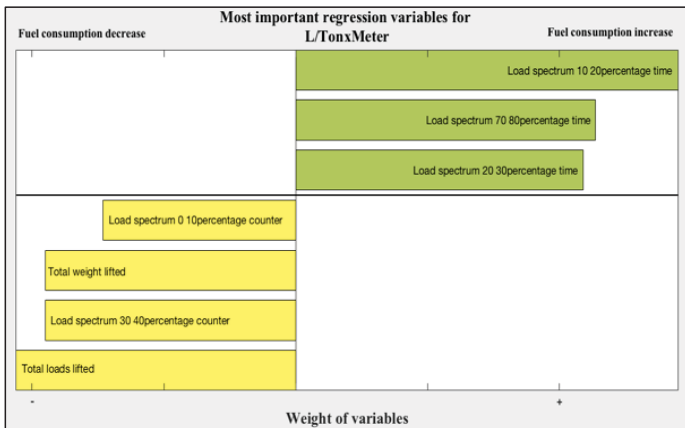 Most important regression variables for
L/TonxMeter
Fuel consumption decrease
Fuel consumption increase
Load spectrum 10 20percentage time
Load spectrum 70 80percentage time
Load spectrum 20 30percentage time
Load spectrum 0 10percentage counter
Total weight lifted
Load spectrum 30 40percentage counter
Total loads lifted
- +
Weight of variables